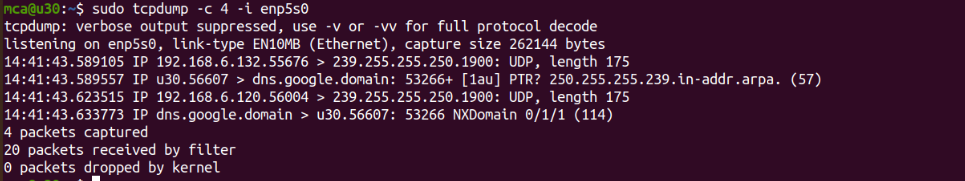 mca@u30:~$ sudo tcpdump -c 4 -i enp5s0
tcpdump: verbose output suppressed, use -v or -vv for full protocol decode
listening on enp5s0, link-type EN10MB (Ethernet), capture size 262144 bytes
14:41:43.589105 IP 192.168.6.132.55676 > 239.255.255.250.1900: UDP, length 175
14:41:43.589557 IP u30.56607 > dns.google.domain: 53266+ [1au] PTR? 250.255.255.239.in-addr.arpa. (57)
14:41:43.623515 IP 192.168.6.120.56004 > 239.255.255.250.1900: UDP, length 175
14:41:43.633773 IP dns.google.domain > u30.56607: 53266 NXDomain 0/1/1 (114)
4 packets captured
20 packets received by filter
0 packets dropped by kernel